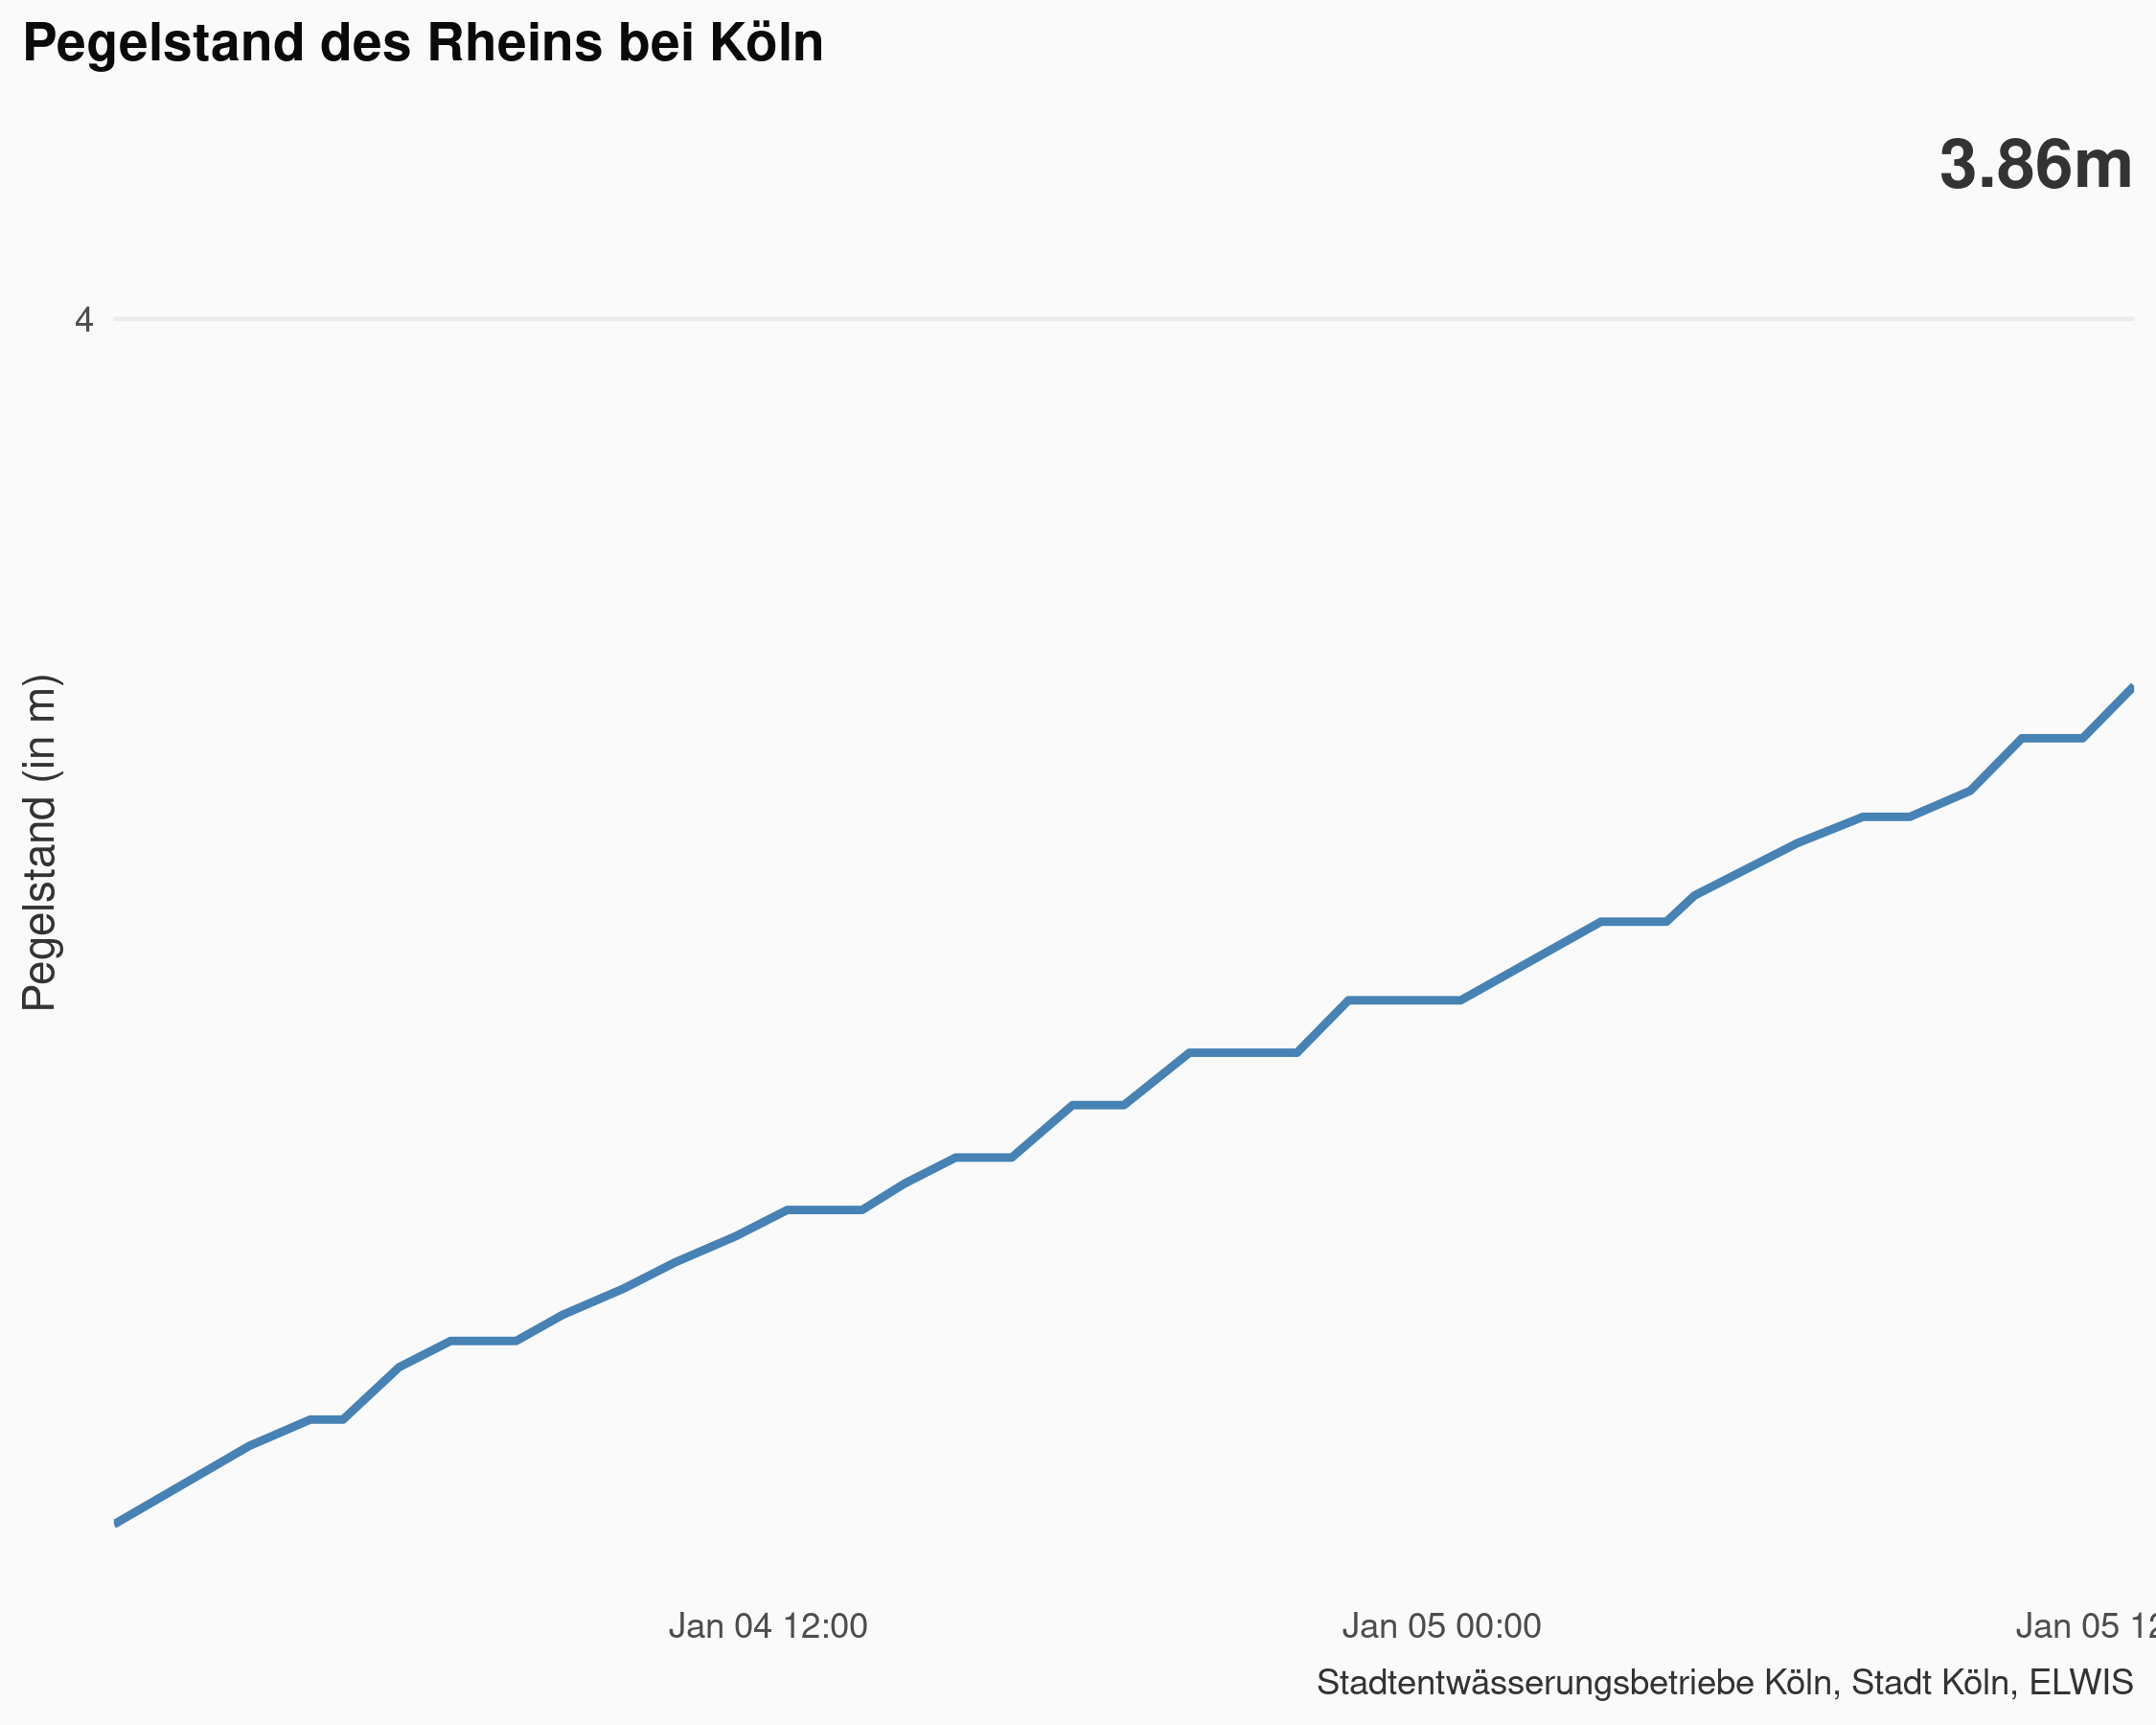 Pegelstand des Rheins bei Köln
3.86m
4
Pegelstand (in m)
Jan 04 12:00
Jan 05 00:00
Jan 05 12
Stadtentwässerungsbetriebe Köln, Stadt Köln, ELWIS